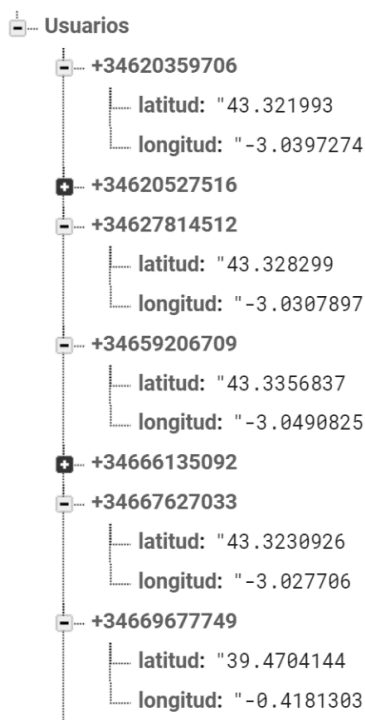 Usuarios
+34620359706
latitud: "43.321993
longitud: "-3.0397274
+34620527516
+34627814512
latitud: "43.328299
longitud: "-3.0307897
+34659206709
latitud: "43.3356837
longitud: "-3.0490825
+34666135092
+34667627033
latitud: "43.3230926
longitud: "-3.027706
+34669677749
latitud: "39.4704144
longitud: "-0.4181303